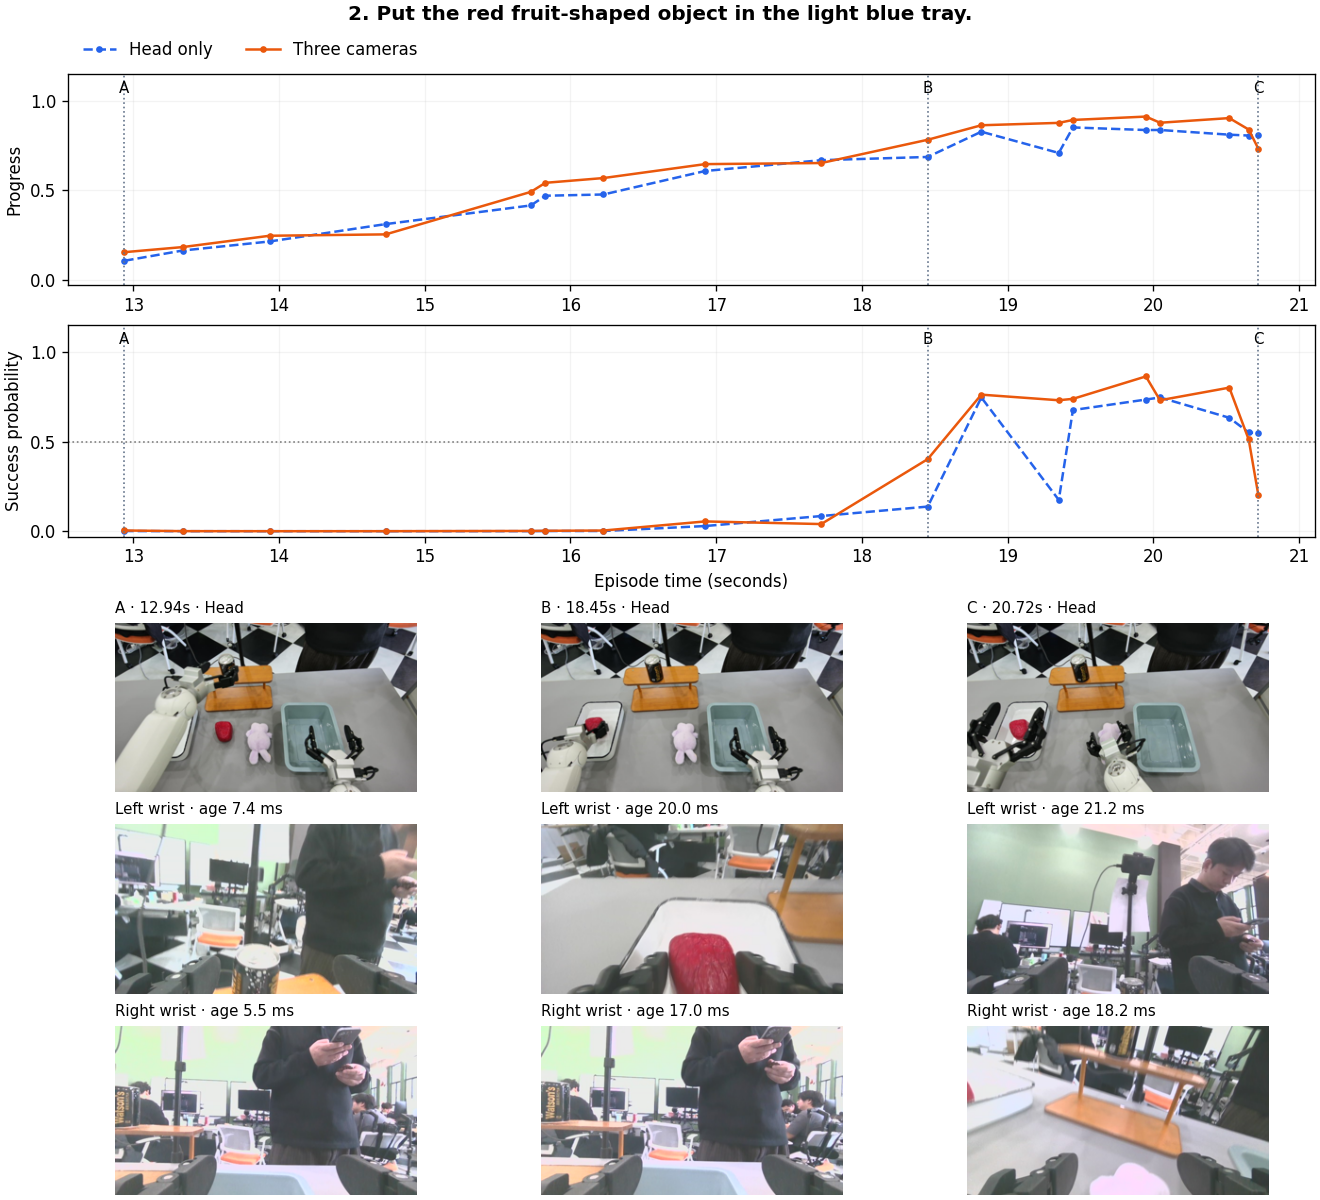 2. Put the red fruit-shaped object in the light blue tray.
Head only
Three cameras
Progress
1.0
0.5
0.0
A
B
C
13 14 15 16 17 18 19 20 21
Success probability
1.0
0.5
0.0
A
B
C
13 14 15 16 17 18 19 20 21
Episode time (seconds)
A · 12.94s · Head
B · 18.45s · Head
C · 20.72s · Head
Left wrist · age 7.4 ms
Left wrist · age 20.0 ms
Left wrist · age 21.2 ms
Right wrist · age 5.5 ms
Right wrist · age 17.0 ms
Right wrist · age 18.2 ms
Watson's
Watson's